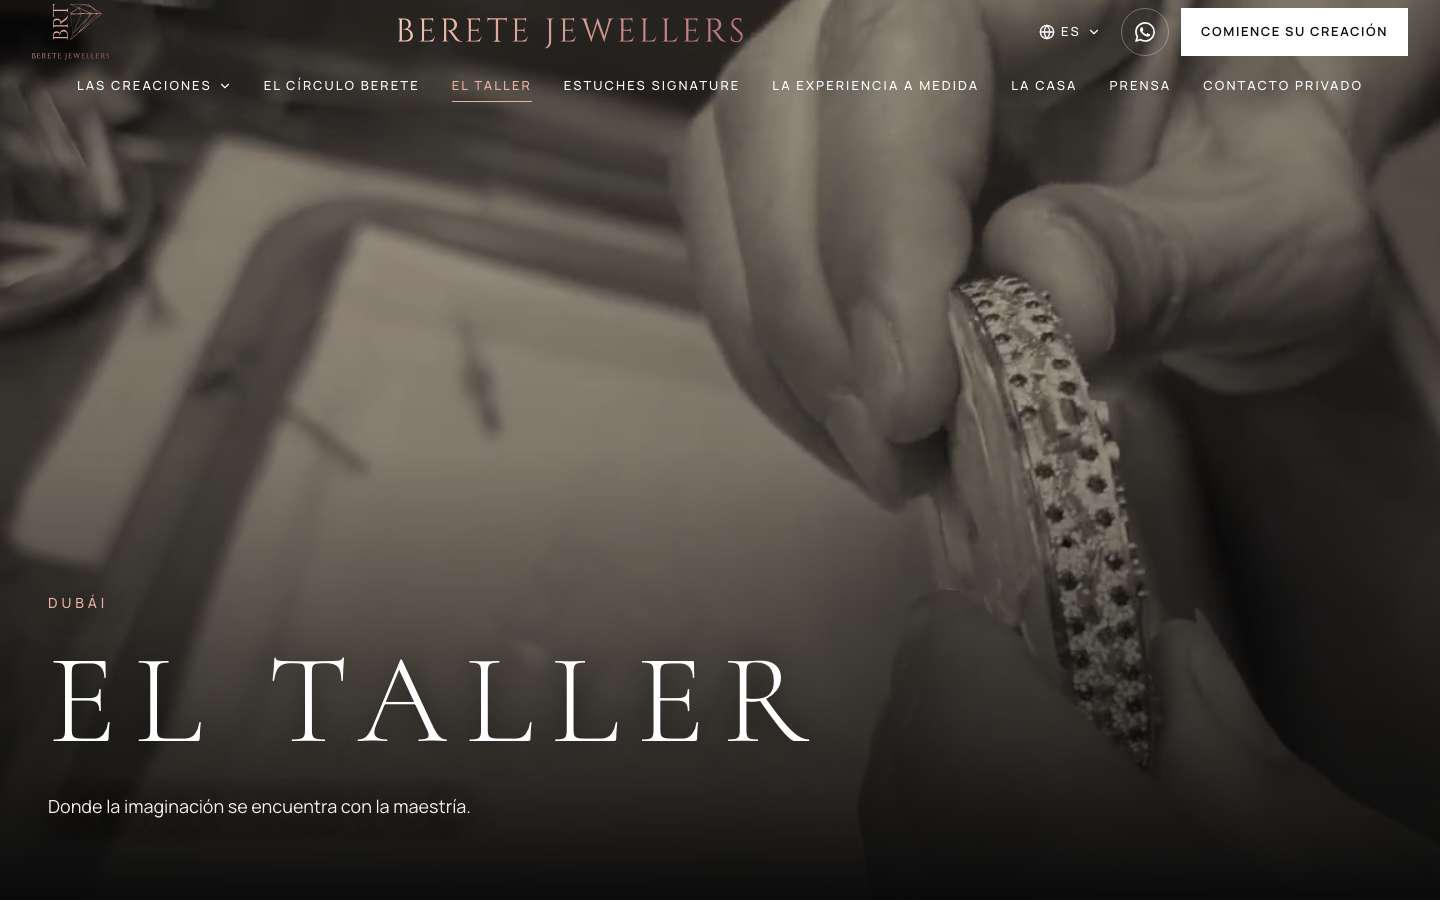 BRT
BERETE JEWELLERS
BERETE JEWELLERS
ES
COMIENCE SU CREACIÓN
LAS CREACIONES
EL CÍRCULO BERETE
EL TALLER
ESTUCHES SIGNATURE
LA EXPERIENCIA A MEDIDA
LA CASA
PRENSA
CONTACTO PRIVADO
DUBÁI
EL TALLER
Donde la imaginación se encuentra con la maestría.